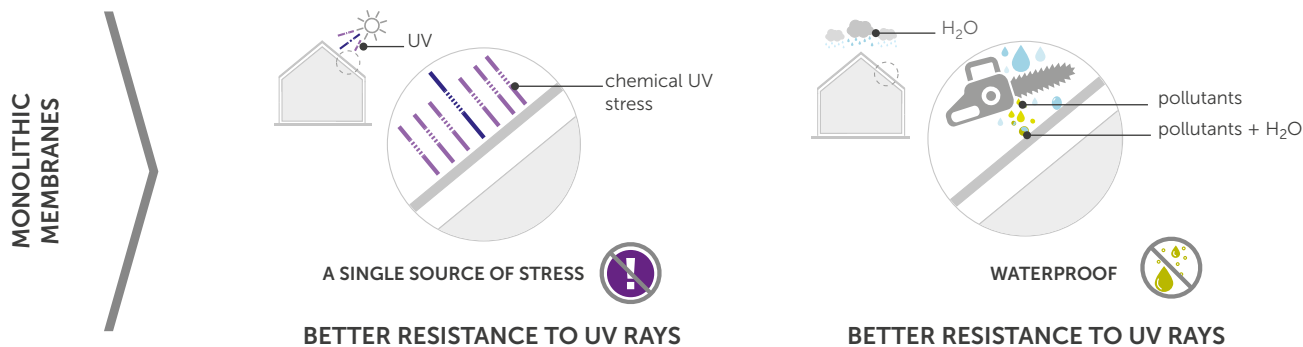 MONOLITHIC
MEMBRANES
UV
chemical UV
stress
A SINGLE SOURCE OF STRESS
!
BETTER RESISTANCE TO UV RAYS
H₂O
pollutants
pollutants + H₂O
WATERPROOF
BETTER RESISTANCE TO UV RAYS